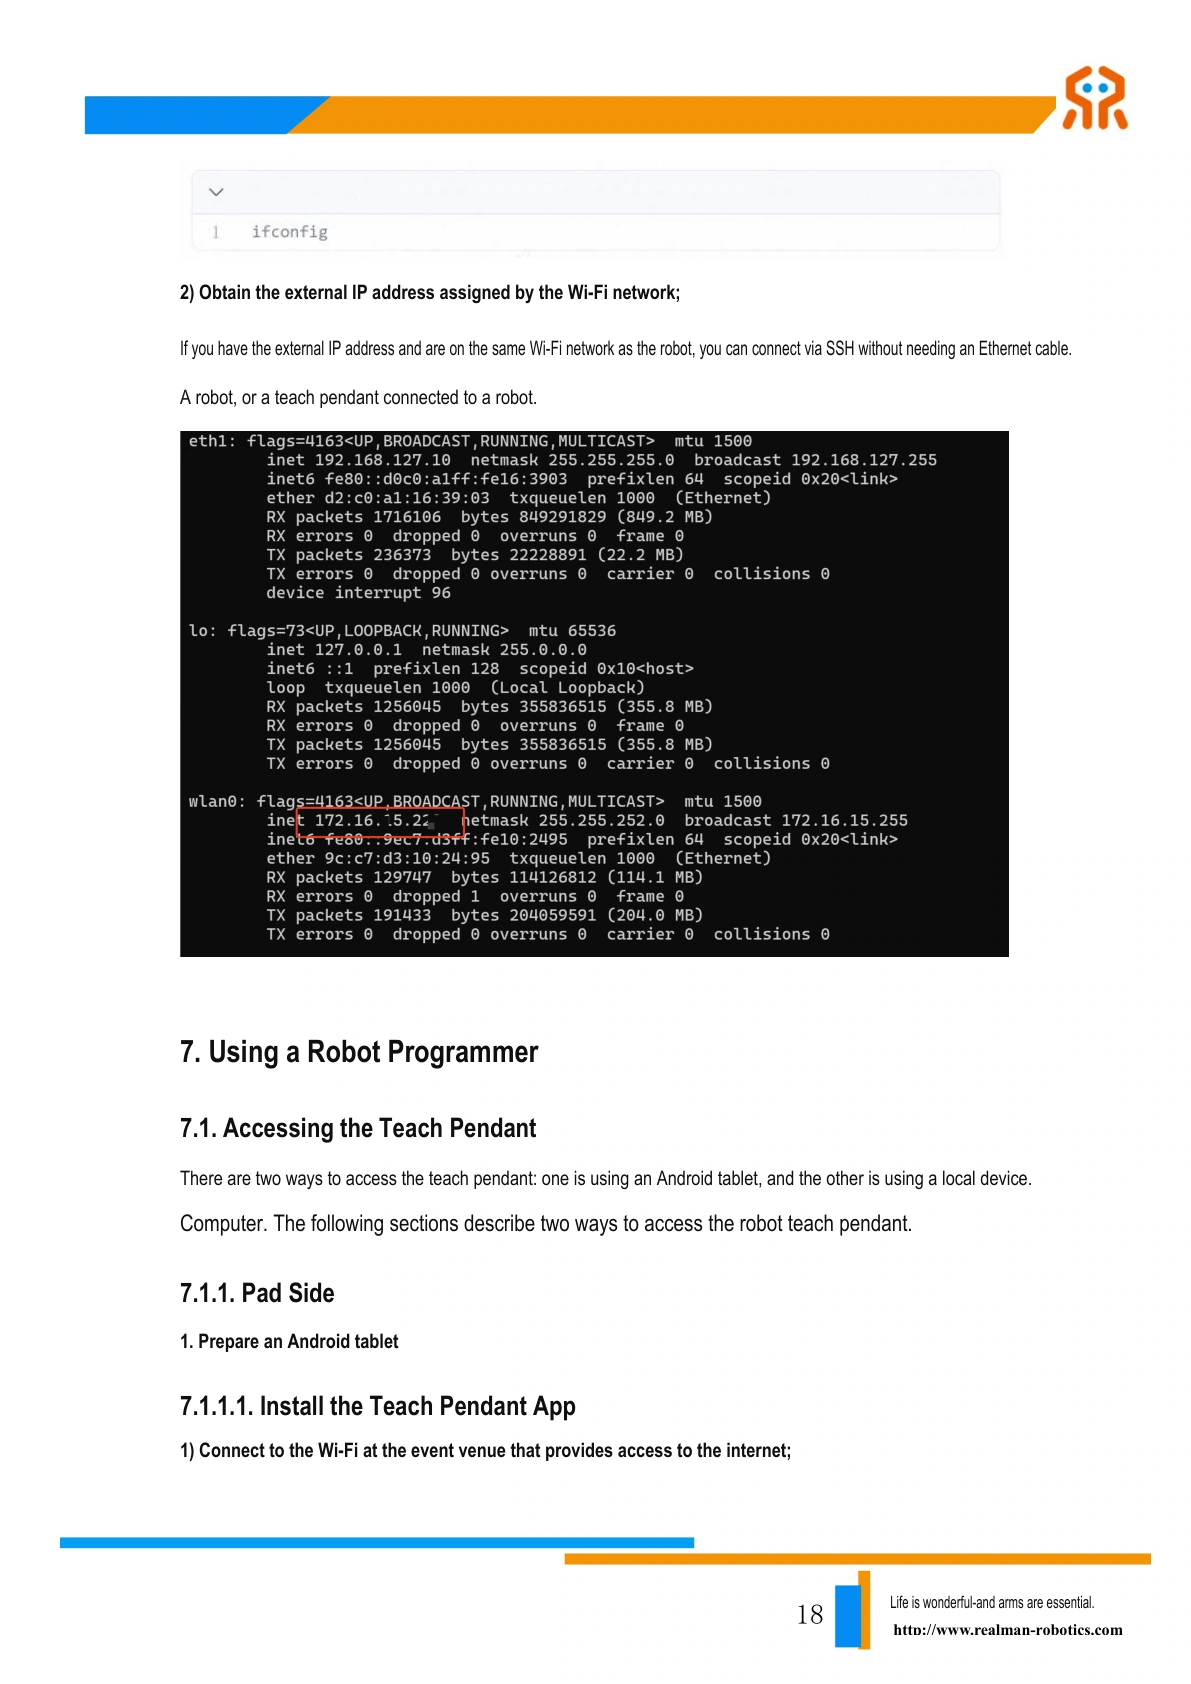 1 ifconfig
2) Obtain the external IP address assigned by the Wi-Fi network;
If you have the external IP address and are on the same Wi-Fi network as the robot, you can connect via SSH without needing an Ethernet cable.
A robot, or a teach pendant connected to a robot.
eth1: flags=4163<UP,BROADCAST,RUNNING,MULTICAST>  mtu 1500
inet 192.168.127.10  netmask 255.255.255.0  broadcast 192.168.127.255
inet6 fe80::d0c0:a1ff:fe16:3903  prefixlen 64  scopeid 0x20<link>
ether d2:c0:a1:16:39:03  txqueuelen 1000  (Ethernet)
RX packets 1716106  bytes 849291829 (849.2 MB)
RX errors 0  dropped 0  overruns 0  frame 0
TX packets 236373  bytes 22228891 (22.2 MB)
TX errors 0  dropped 0 overruns 0  carrier 0  collisions 0
device interrupt 96
lo: flags=73<UP,LOOPBACK,RUNNING>  mtu 65536
inet 127.0.0.1  netmask 255.0.0.0
inet6 ::1  prefixlen 128  scopeid 0x10<host>
loop  txqueuelen 1000  (Local Loopback)
RX packets 1256045  bytes 355836515 (355.8 MB)
RX errors 0  dropped 0  overruns 0  frame 0
TX packets 1256045  bytes 355836515 (355.8 MB)
TX errors 0  dropped 0 overruns 0  carrier 0  collisions 0
wlan0: flags=4163<UP,BROADCAST,RUNNING,MULTICAST>  mtu 1500
inet netmask 255.255.252.0  broadcast 172.16.15.255
inet6 fe80::9ec7:d3ff:fe10:2495  prefixlen 64  scopeid 0x20<link>
ether 9c:c7:d3:10:24:95  txqueuelen 1000  (Ethernet)
RX packets 129747  bytes 114126812 (114.1 MB)
RX errors 0  dropped 1  overruns 0  frame 0
TX packets 191433  bytes 204059591 (204.0 MB)
TX errors 0  dropped 0 overruns 0  carrier 0  collisions 0
7. Using a Robot Programmer
7.1. Accessing the Teach Pendant
There are two ways to access the teach pendant: one is using an Android tablet, and the other is using a local device.
Computer. The following sections describe two ways to access the robot teach pendant.
7.1.1. Pad Side
1. Prepare an Android tablet
7.1.1.1. Install the Teach Pendant App
1) Connect to the Wi-Fi at the event venue that provides access to the internet;
18
Life is wonderful-and arms are essential.
http://www.realman-robotics.com